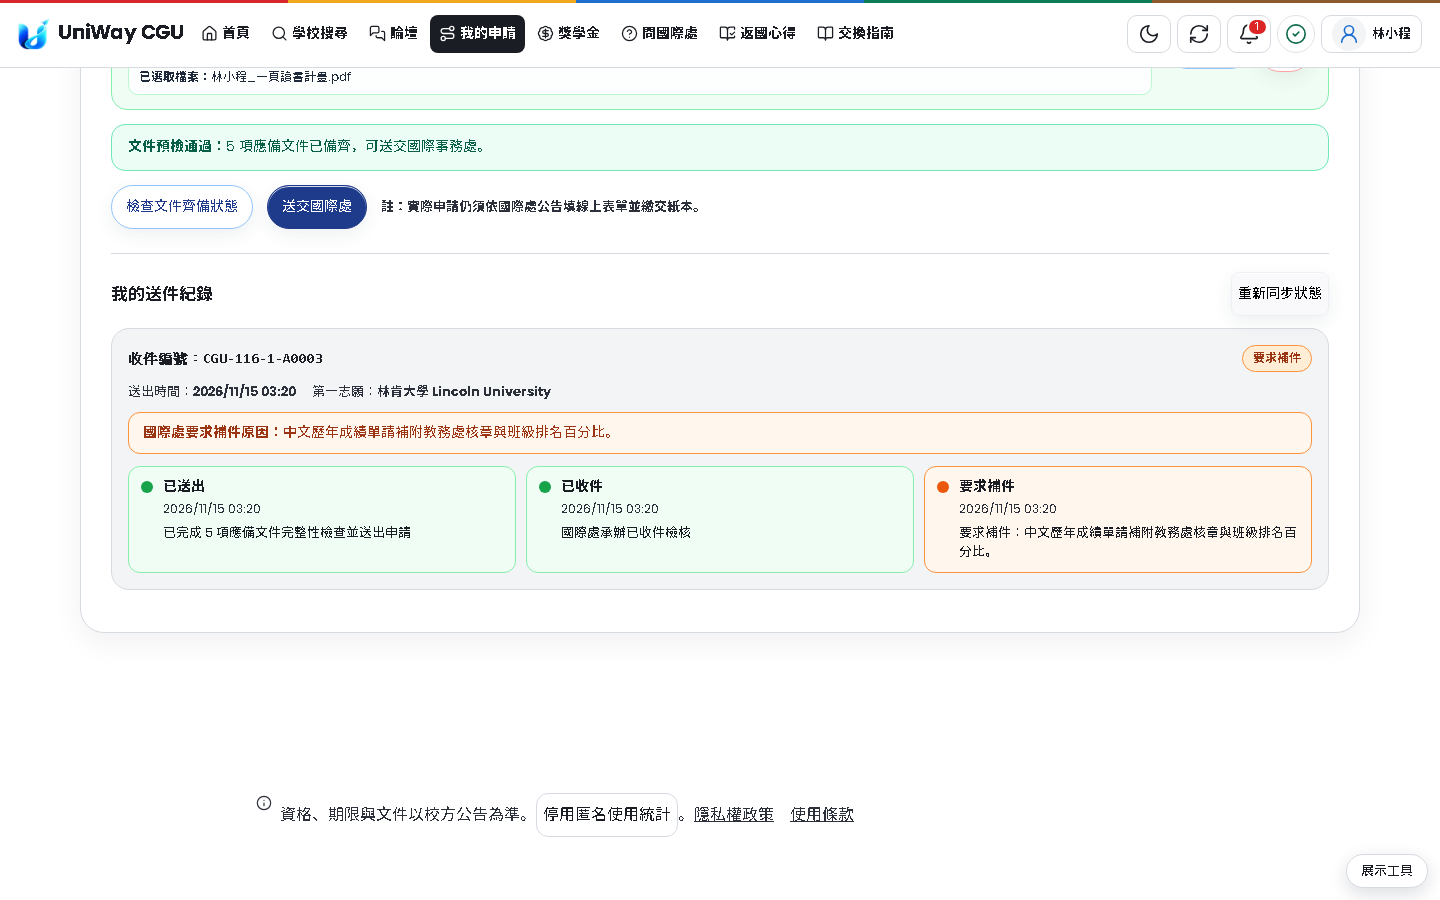 UniWay CGU
首頁
學校搜尋
論壇
我的申請
獎學金
問國際處
返國心得
交換指南
1
林小程
已選取檔案：林小程_一頁讀書計畫.pdf
文件預檢通過：5 項應備文件已備齊，可送交國際事務處。
檢查文件齊備狀態
送交國際處
註：實際申請仍須依國際處公告填線上表單並繳交紙本。
我的送件紀錄
重新同步狀態
收件編號：CGU-116-1-A0003
要求補件
送出時間：2026/11/15 03:20 第一志願：林肯大學 Lincoln University
國際處要求補件原因：中文歷年成績單請補附教務處核章與班級排名百分比。
已送出
2026/11/15 03:20
已完成 5 項應備文件完整性檢查並送出申請
已收件
2026/11/15 03:20
國際處承辦已收件檢核
要求補件
2026/11/15 03:20
要求補件：中文歷年成績單請補附教務處核章與班級排名百
分比。
資格、期限與文件以校方公告為準。 停用匿名使用統計 。隱私權政策 使用條款
展示工具